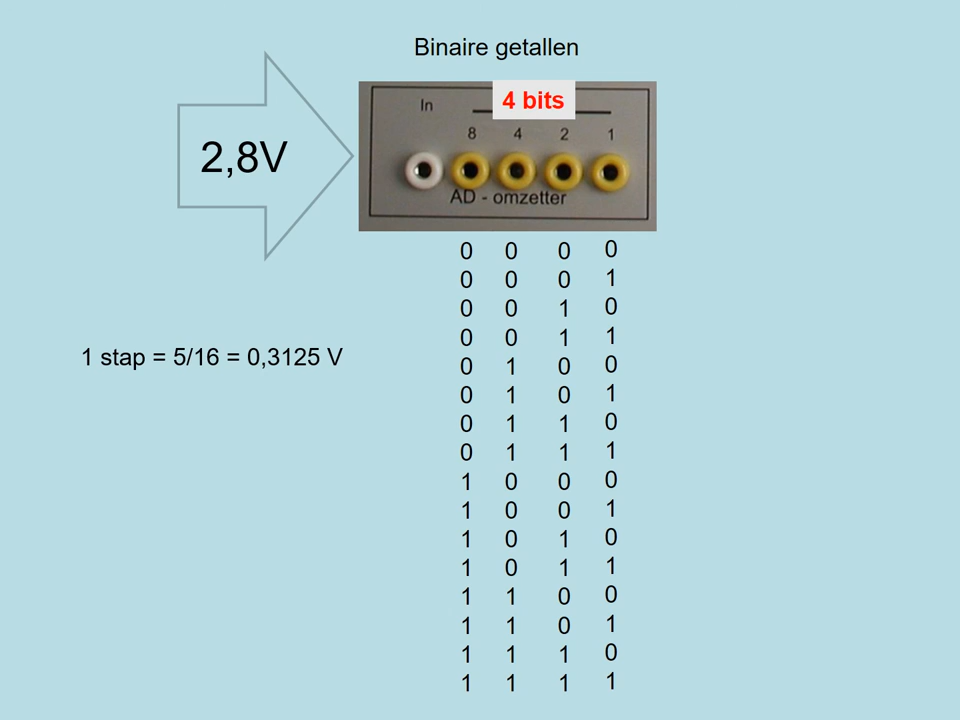 Binaire getallen
4 bits
In
8 4 2 1
2,8V
AD - omzetter
0 0 0 0
0 0 0 1
0 0 1 0
0 0 1 1
1 stap = 5/16 = 0,3125 V
0 1 0 0
0 1 0 1
0 1 1 0
0 1 1 1
1 0 0 0
1 0 0 1
1 0 1 0
1 0 1 1
1 1 0 0
1 1 0 1
1 1 1 0
1 1 1 1